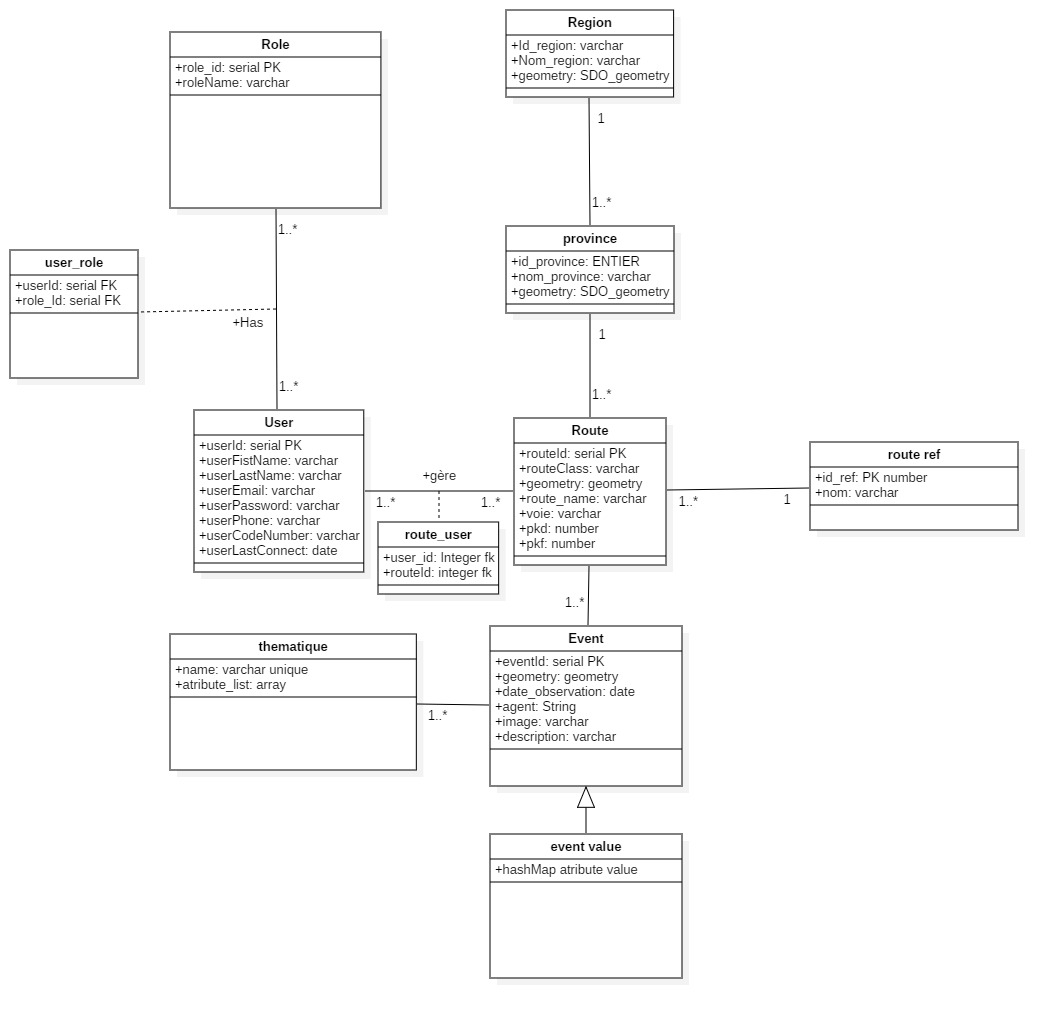 Role
+role_id: serial PK
+roleName: varchar
Region
+Id_region: varchar
+Nom_region: varchar
+geometry: SDO_geometry
1
1..*
1..*
user_role
+userId: serial FK
+role_Id: serial FK
+Has
1..*
province
+id_province: ENTIER
+nom_province: varchar
+geometry: SDO_geometry
1
1..*
User
+userId: serial PK
+userFistName: varchar
+userLastName: varchar
+userEmail: varchar
+userPassword: varchar
+userPhone: varchar
+userCodeNumber: varchar
+userLastConnect: date
+gère
1..*
1..*
route_user
+user_id: Integer fk
+routeId: integer fk
Route
+routeId: serial PK
+routeClass: varchar
+geometry: geometry
+route_name: varchar
+voie: varchar
+pkd: number
+pkf: number
1..*
1
route ref
+id_ref: PK number
+nom: varchar
1..*
thematique
+name: varchar unique
+atribute_list: array
1..*
Event
+eventId: serial PK
+geometry: geometry
+date_observation: date
+agent: String
+image: varchar
+description: varchar
event value
+hashMap atribute value